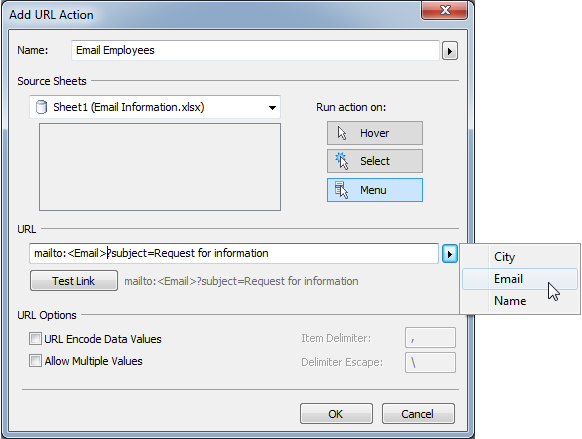 Add URL Action
Name: Email Employees
Source Sheets
Sheet1 (Email Information.xlsx)
Run action on:
Hover
Select
Menu
URL
mailto:<Email>?subject=Request for information
City
Email
Name
Test Link mailto:<Email>?subject=Request for information
URL Options
URL Encode Data Values Item Delimiter: ,
Allow Multiple Values Delimiter Escape: \
OK Cancel